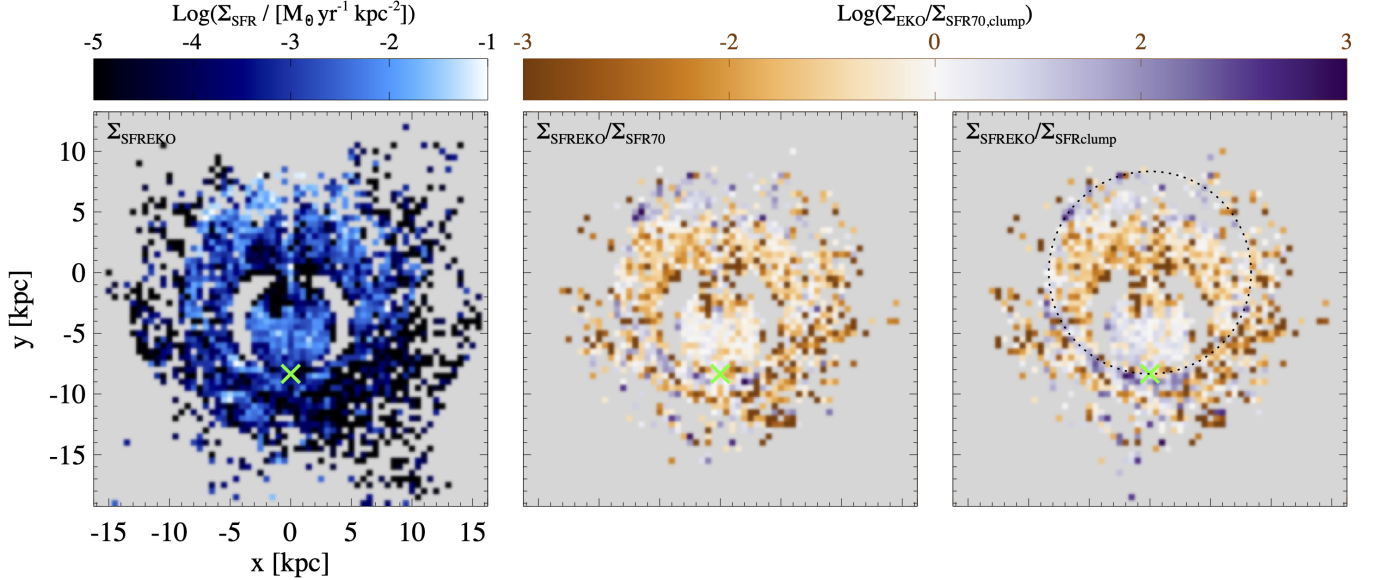 Log(Σ_SFR / [M_θ yr^-1 kpc^-2])
-5 -4 -3 -2 -1
Log(Σ_EKO/Σ_SFR70,clump)
-3 -2 0 2 3
Σ_SFREKO
Σ_SFREKO/Σ_SFR70
Σ_SFREKO/Σ_SFRclump
10
5
0
-5
-10
-15
y [kpc]
-15 -10 -5 0 5 10 15
x [kpc]